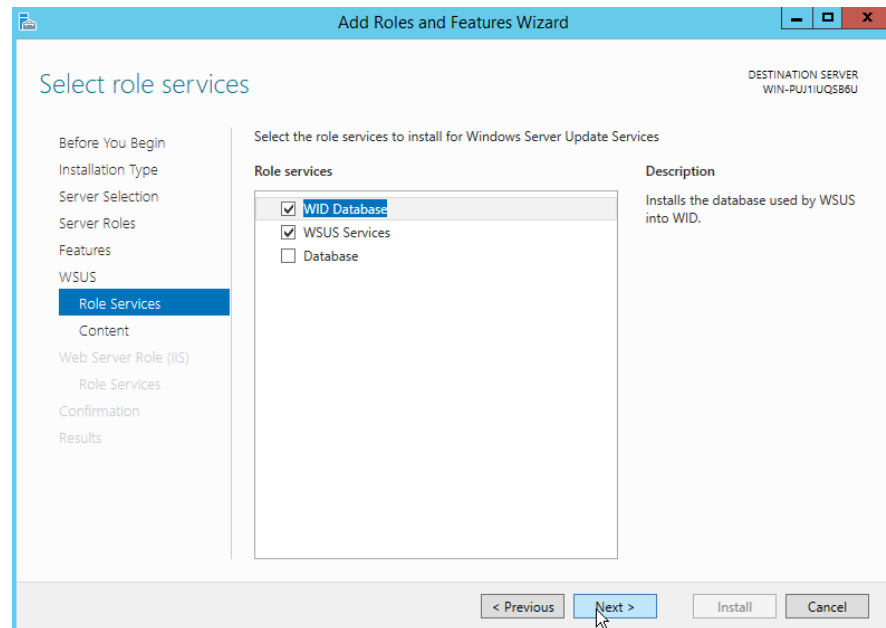 Add Roles and Features Wizard
x
Select role services
DESTINATION SERVER
WIN-PUJ1IUQSB6U
Before You Begin
Installation Type
Server Selection
Server Roles
Features
WSUS
Role Services
Content
Web Server Role (IIS)
Role Services
Confirmation
Results
Select the role services to install for Windows Server Update Services
Role services
WID Database
WSUS Services
Database
Description
Installs the database used by WSUS
into WID.
< Previous
Next >
Install
Cancel